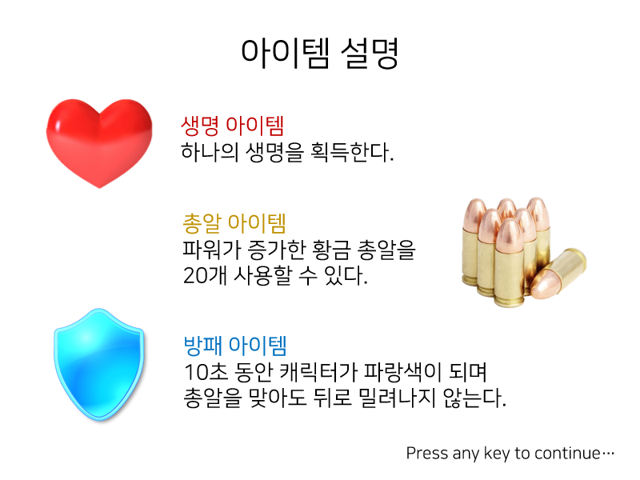 아이템 설명
생명 아이템
하나의 생명을 획득한다.
총알 아이템
파워가 증가한 황금 총알을
20개 사용할 수 있다.
방패 아이템
10초 동안 캐릭터가 파랑색이 되며
총알을 맞아도 뒤로 밀려나지 않는다.
Press any key to continue…